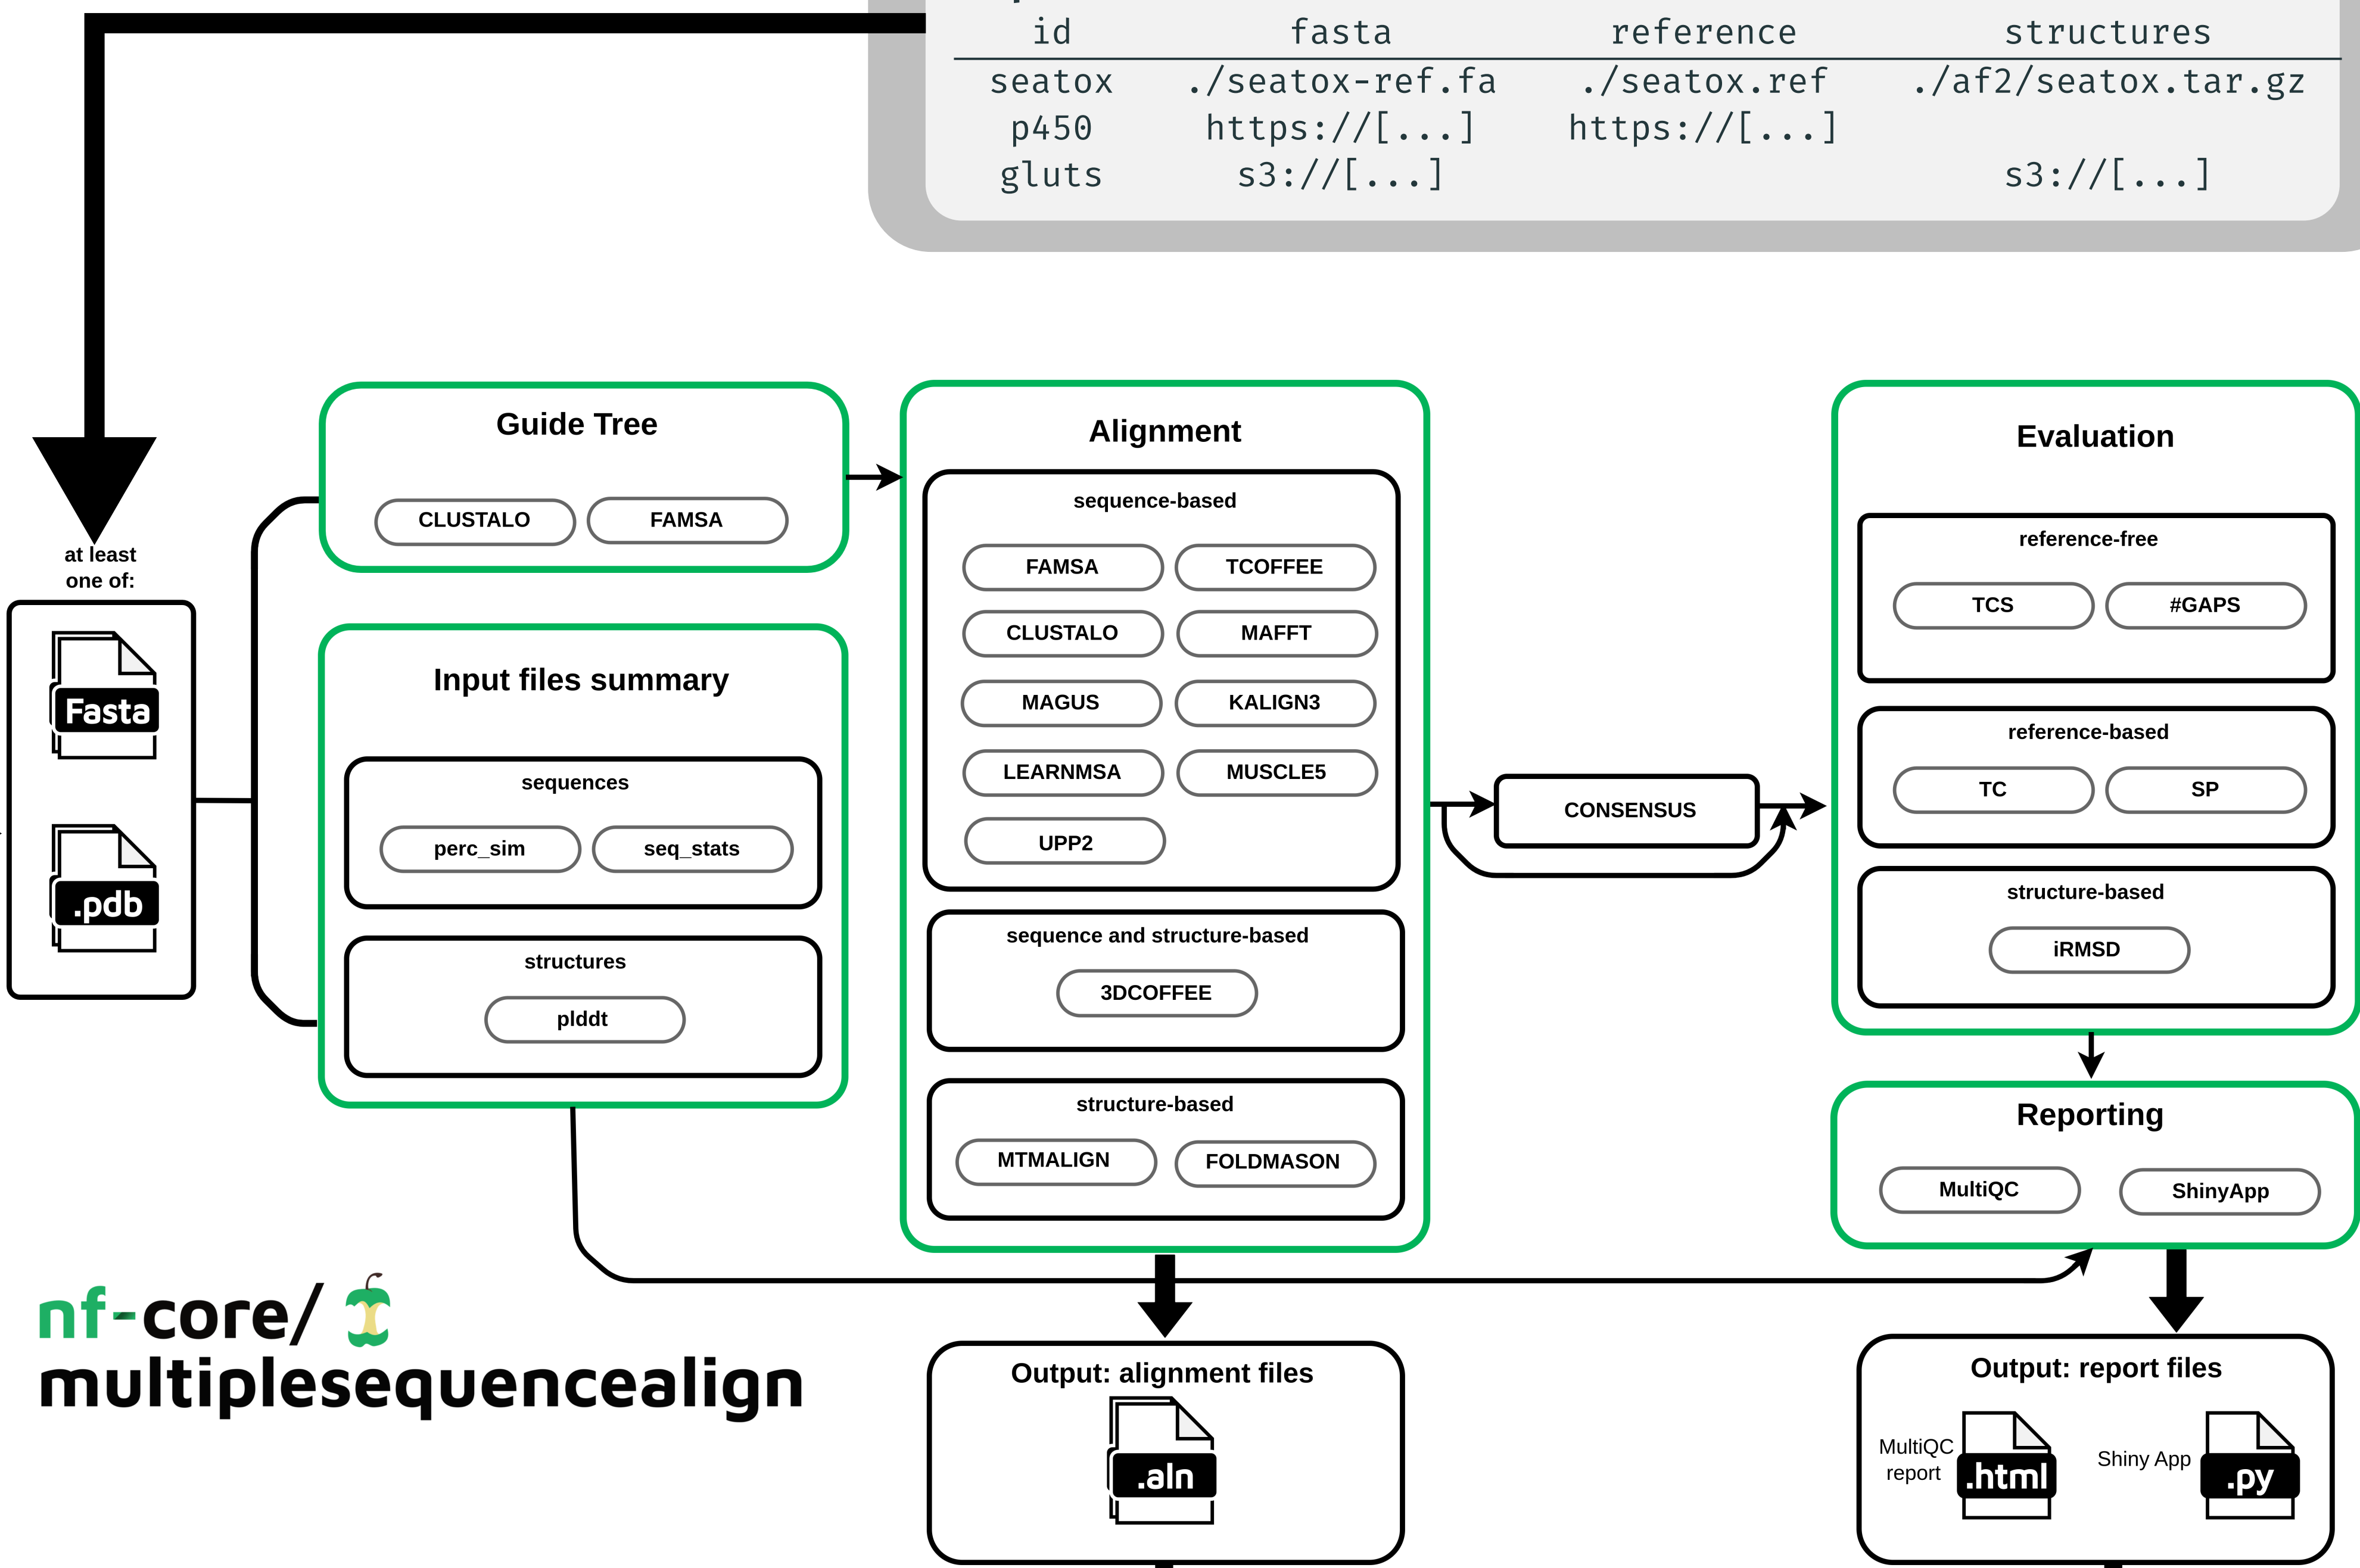 id fasta reference structures
seatox ./seatox-ref.fa ./seatox.ref ./af2/seatox.tar.gz
p450 https://[...] https://[...]
gluts s3://[...] s3://[...]
at least
one of:
Fasta
.pdb
Guide Tree
CLUSTALO FAMSA
Input files summary
sequences
perc_sim seq_stats
structures
plddt
Alignment
sequence-based
FAMSA TCOFFEE
CLUSTALO MAFFT
MAGUS KALIGN3
LEARNMSA MUSCLE5
UPP2
sequence and structure-based
3DCOFFEE
structure-based
MTMALIGN FOLDMASON
CONSENSUS
Evaluation
reference-free
TCS #GAPS
reference-based
TC SP
structure-based
iRMSD
Reporting
MultiQC ShinyApp
nf-core/
multiplesequencealign
Output: alignment files
.aln
Output: report files
MultiQC
report
.html
Shiny App
.py